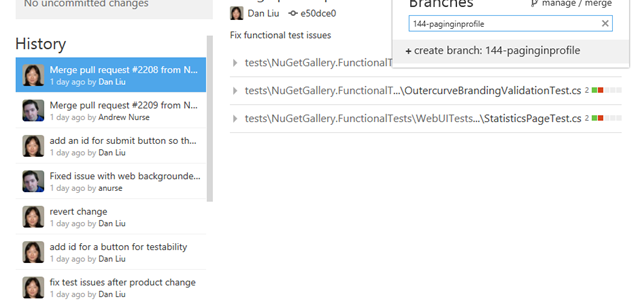 No uncommitted changes
History
Merge pull request #2208 from N...
1 day ago by Dan Liu
Merge pull request #2209 from N...
1 day ago by Andrew Nurse
add an id for submit button so th...
1 day ago by Dan Liu
Fixed issue with web backgrounde...
1 day ago by anurse
revert change
1 day ago by Dan Liu
add id for a button for testability
1 day ago by Dan Liu
fix test issues after product change
1 day ago by Dan Liu
Dan Liu e50dce0
Fix functional test issues
tests\NuGetGallery.FunctionalT
tests\NuGetGallery.FunctionalT...\OutercurveBrandingValidationTest.cs 2
tests\NuGetGallery.FunctionalTests\WebUITests...\StatisticsPageTest.cs 2
Branches
manage / merge
144-paginginprofile
+ create branch: 144-paginginprofile